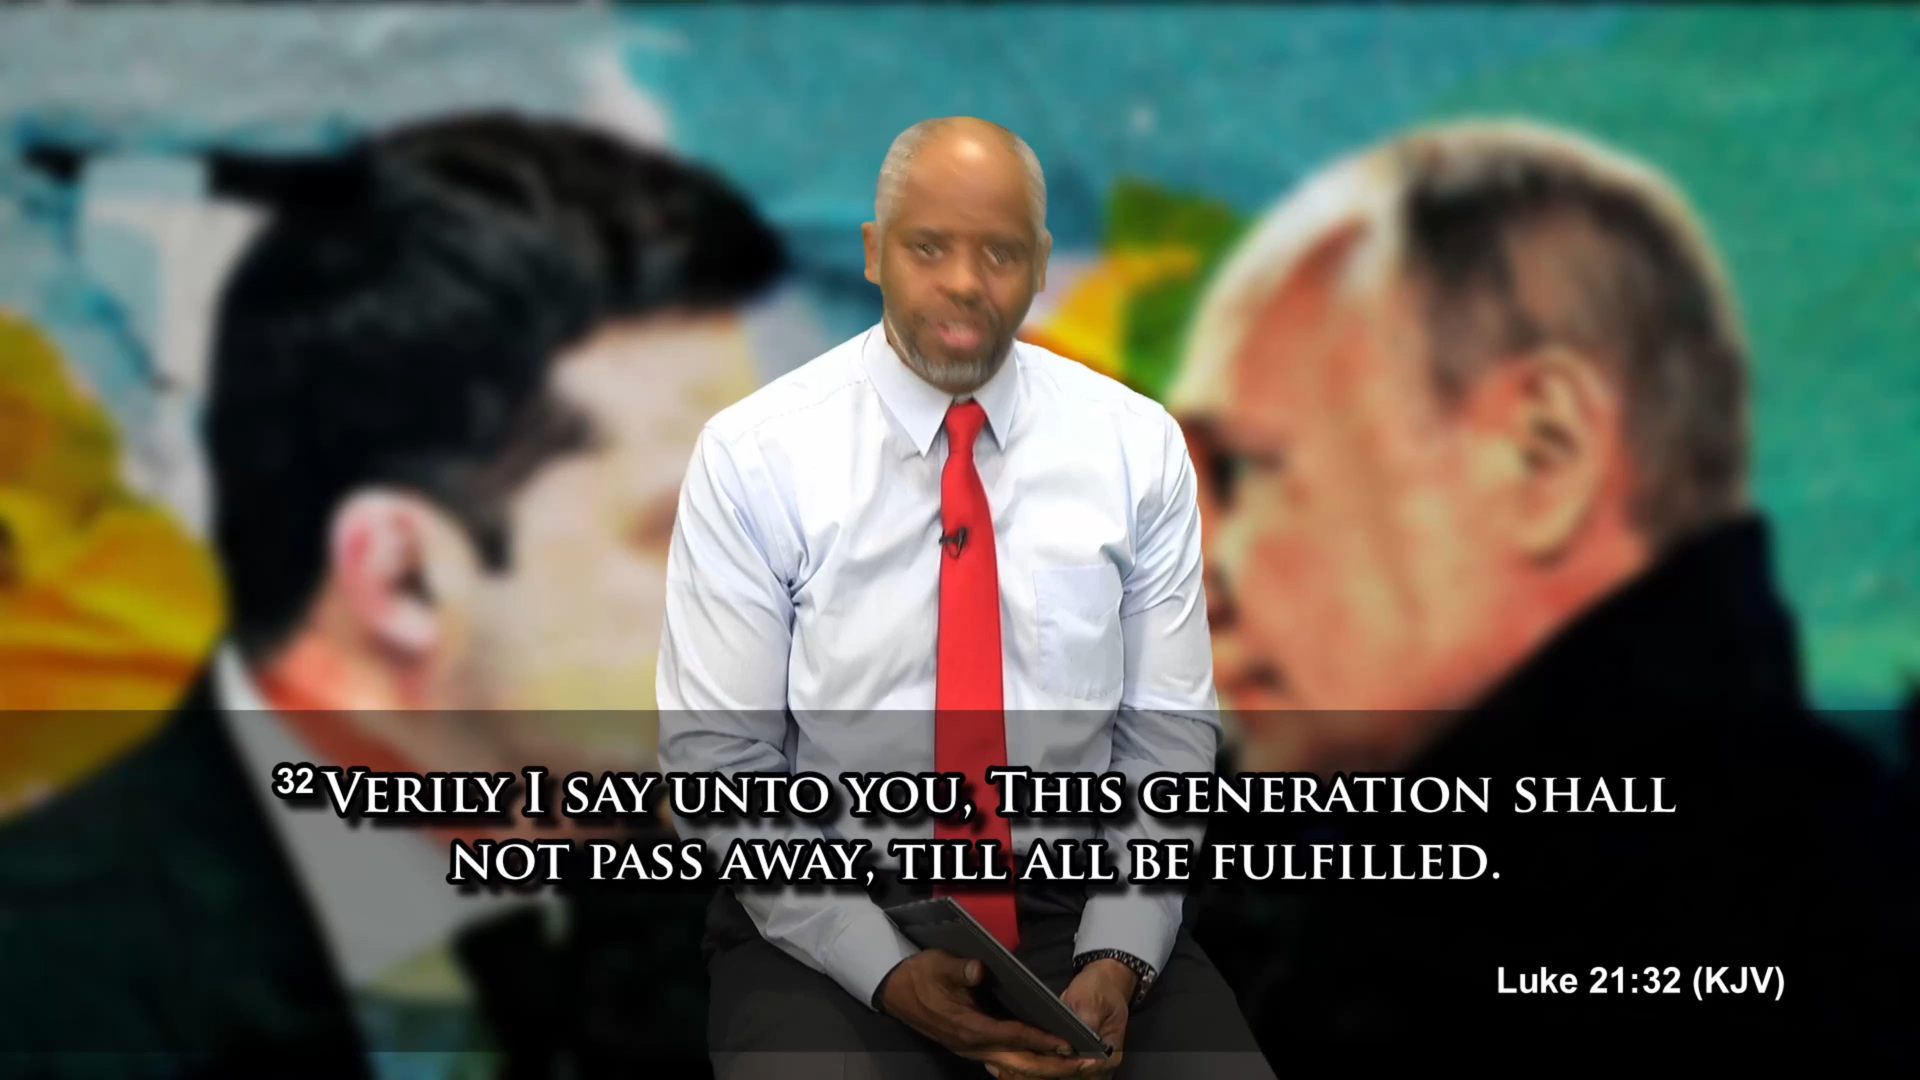 32 VERILY I SAY UNTO YOU, THIS GENERATION SHALL
NOT PASS AWAY, TILL ALL BE FULFILLED.
Luke 21:32 (KJV)